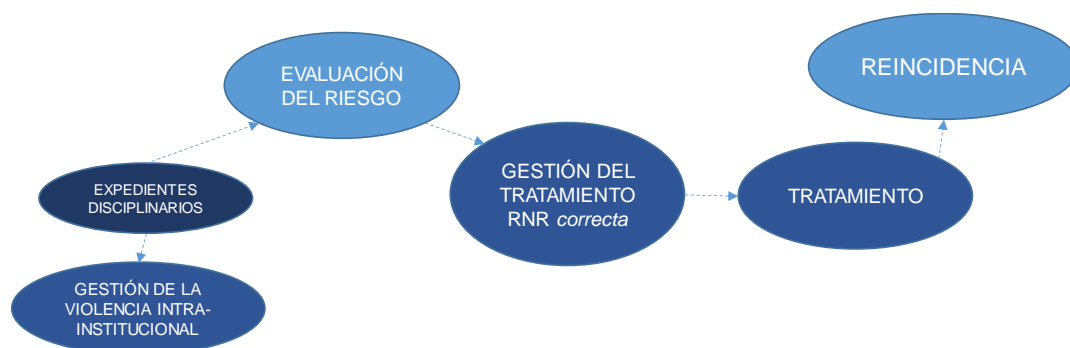 EVALUACIÓN
DEL RIESGO
REINCIDENCIA
EXPEDIENTES
DISCIPLINARIOS
GESTIÓN DEL
TRATAMIENTO
RNR correcta
TRATAMIENTO
GESTIÓN DE LA
VIOLENCIA INTRA-
INSTITUCIONAL